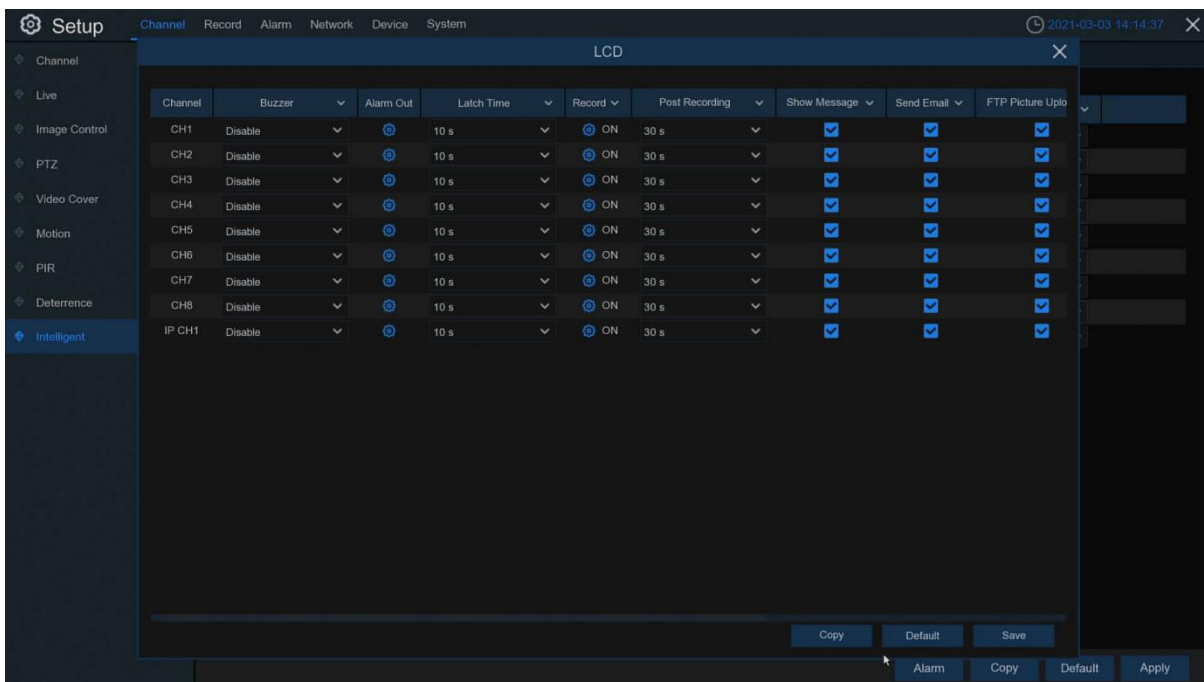 Setup Channel Record Alarm Network Device System 2021-03-03 14:14:37
LCD
Channel
Live
Image Control
PTZ
Video Cover
Motion
PIR
Deterrence
Intelligent
Channel Buzzer Alarm Out Latch Time Record Post Recording Show Message Send Email FTP Picture Uplo
CH1 Disable 10 s ON 30 s
CH2 Disable 10 s ON 30 s
CH3 Disable 10 s ON 30 s
CH4 Disable 10 s ON 30 s
CH5 Disable 10 s ON 30 s
CH6 Disable 10 s ON 30 s
CH7 Disable 10 s ON 30 s
CH8 Disable 10 s ON 30 s
IP CH1 Disable 10 s ON 30 s
Copy Default Save
Alarm Copy Default Apply